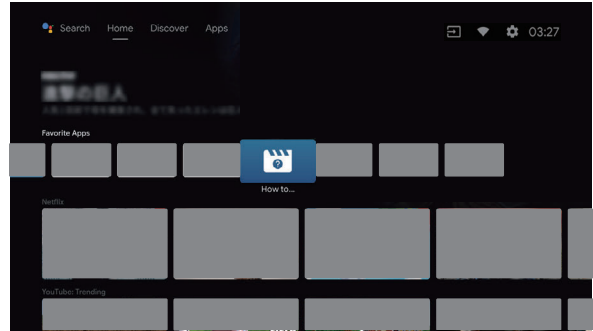 Search Home Discover Apps 03:27
進撃の巨人
Favorite Apps
How to...
Netflix
YouTube: Trending